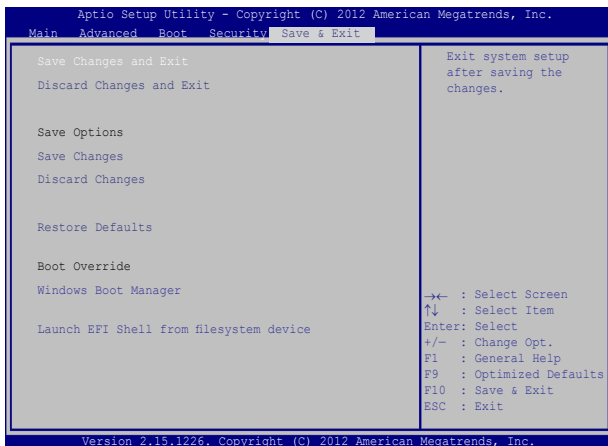 Aptio Setup Utility - Copyright (C) 2012 American Megatrends, Inc.
Main Advanced Boot Security Save & Exit
Save Changes and Exit
Discard Changes and Exit
Save Options
Save Changes
Discard Changes
Restore Defaults
Boot Override
Windows Boot Manager
Launch EFI Shell from filesystem device
Exit system setup
after saving the
changes.
→← : Select Screen
↑↓ : Select Item
Enter: Select
+/— : Change Opt.
F1 : General Help
F9 : Optimized Defaults
F10 : Save & Exit
ESC : Exit
Version 2.15.1226. Copyright (C) 2012 American Megatrends, Inc.